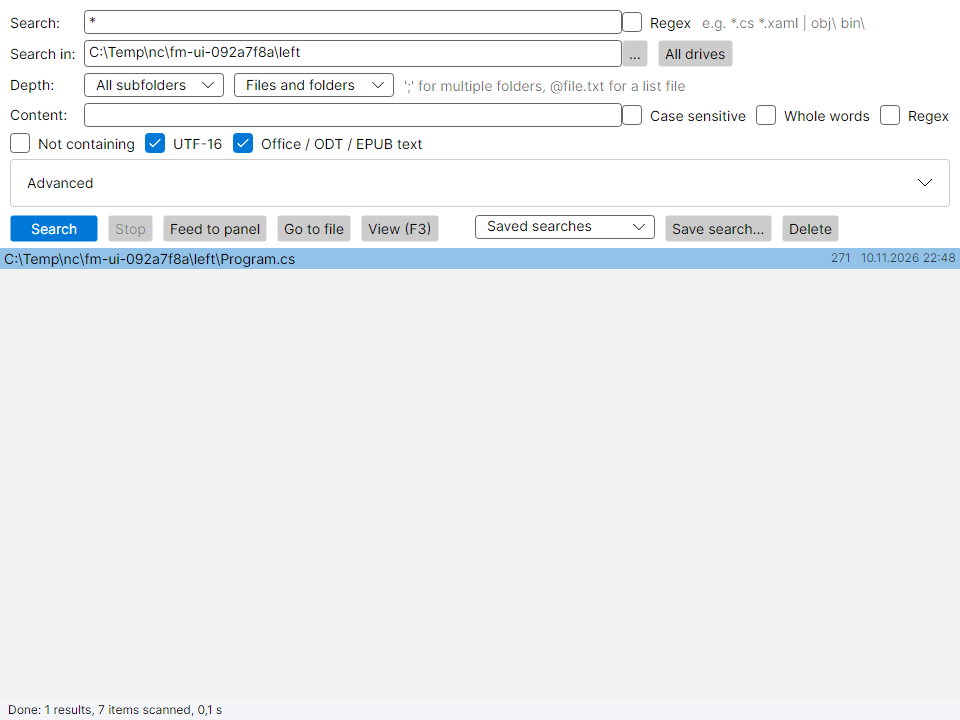 Search: * Regex e.g. *.cs *.xaml | obj\ bin\
Search in: C:\Temp\nc\fm-ui-092a7f8a\left ... All drives
Depth: All subfolders Files and folders ';' for multiple folders, @file.txt for a list file
Content: Case sensitive Whole words Regex
Not containing UTF-16 Office / ODT / EPUB text
Advanced
Search Stop Feed to panel Go to file View (F3) Saved searches Save search... Delete
C:\Temp\nc\fm-ui-092a7f8a\left\Program.cs 271 10.11.2026 22:48
Done: 1 results, 7 items scanned, 0,1 s